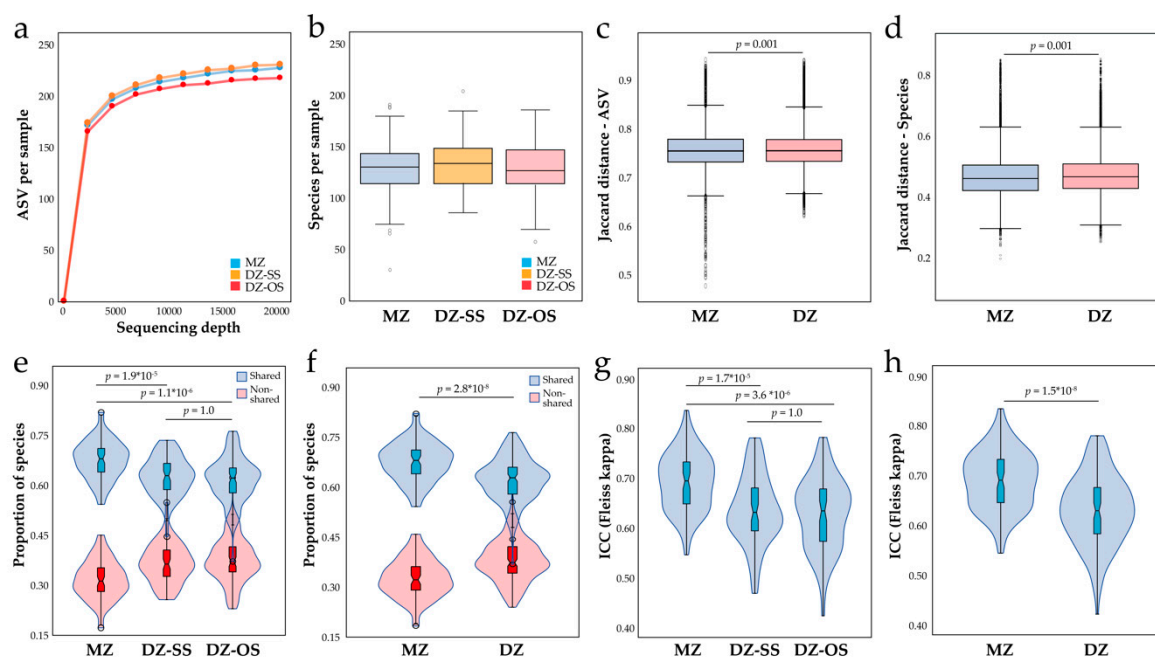 a
250
200
150
100
50
0
ASV per sample
MZ
DZ-SS
DZ-OS
0 5000 10000 15000 20000
Sequencing depth
b
250
200
150
100
50
0
Species per sample
MZ
DZ-SS
DZ-OS
MZ DZ-SS DZ-OS
c
p = 0.001
0.9
0.8
0.7
0.6
0.5
Jaccard distance - ASV
MZ DZ
d
p = 0.001
0.8
0.6
0.4
0.2
Jaccard distance - Species
MZ DZ
e
p = 1.9*10-5
p = 1.1*10-6
p = 1.0
Shared
Non-
shared
0.90
0.75
0.60
0.45
0.30
0.15
Proportion of species
MZ DZ-SS DZ-OS
f
p = 2.8*10-8
Shared
Non-
shared
0.90
0.75
0.60
0.45
0.30
0.15
Proportion of species
MZ DZ
g
p = 1.7*10-5
p = 3.6 *10-6
p = 1.0
0.90
0.80
0.70
0.60
0.50
0.40
ICC (Fleiss kappa)
MZ DZ-SS DZ-OS
h
p = 1.5*10-8
0.90
0.80
0.70
0.60
0.50
0.40
ICC (Fleiss kappa)
MZ DZ